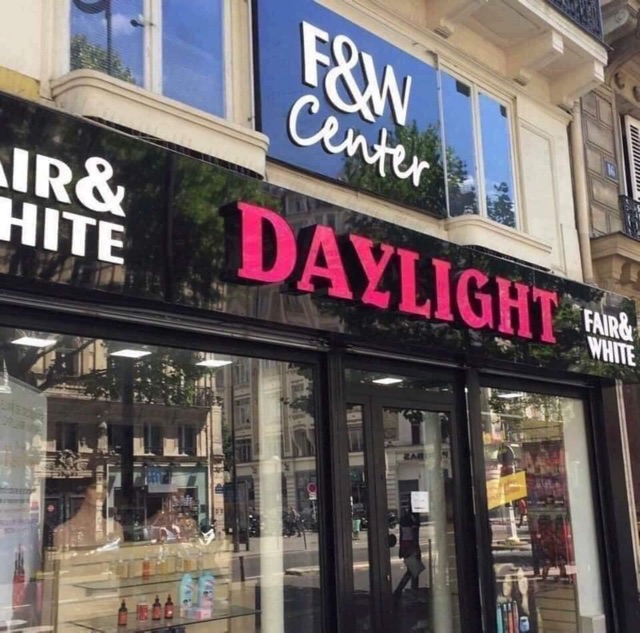 F&W
Center
AIR&
HITE
DAYLIGHT
FAIR&
WHITE